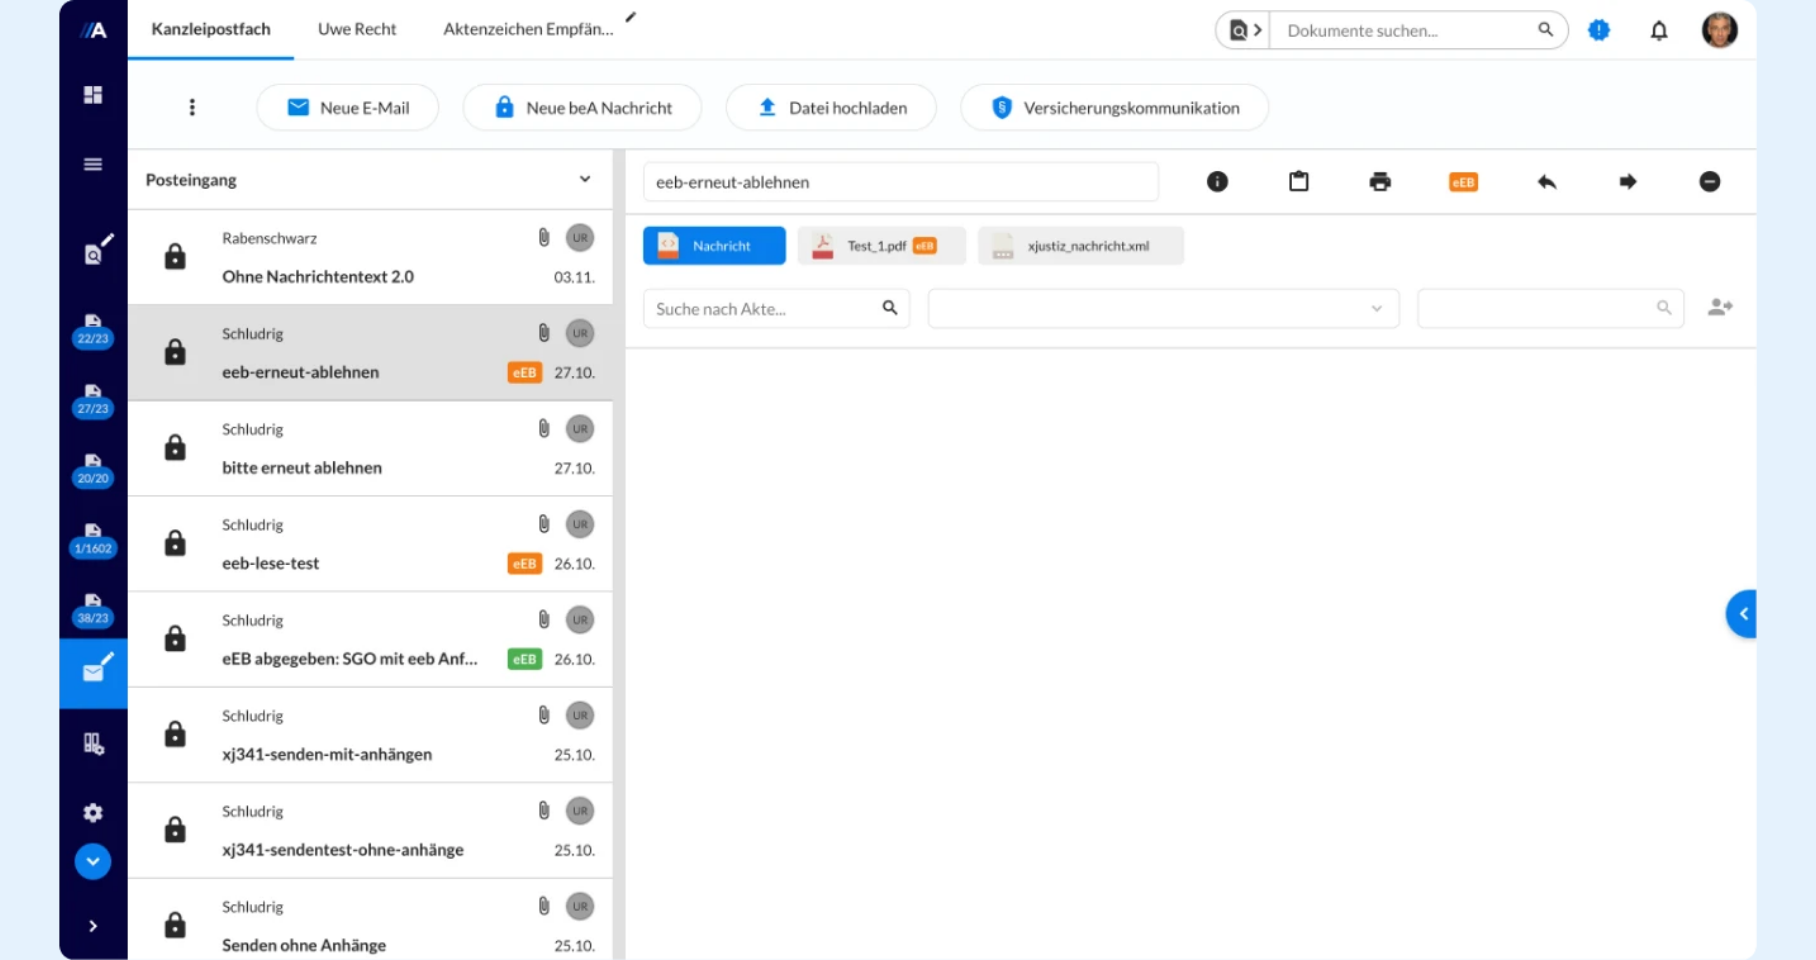 Kanzleipostfach
Uwe Recht
Aktenzeichen Empfän...
Dokumente suchen...
Neue E-Mail
Neue beA Nachricht
Datei hochladen
Versicherungskommunikation
22/23
27/23
20/20
1/1602
38/23
Posteingang
Rabenschwarz
UR
Ohne Nachrichtentext 2.0
03.11.
Schludrig
UR
eeb-erneut-ablehnen
eEB
27.10.
Schludrig
UR
bitte erneut ablehnen
27.10.
Schludrig
UR
eeb-lese-test
eEB
26.10.
Schludrig
UR
eEB abgegeben: SGO mit eeb Anf...
eEB
26.10.
Schludrig
UR
xj341-senden-mit-anhängen
25.10.
Schludrig
UR
xj341-sendentest-ohne-anhänge
25.10.
Schludrig
UR
Senden ohne Anhänge
25.10.
eeb-erneut-ablehnen
eEB
Nachricht
Test_1.pdf
eEB
xjustiz_nachricht.xml
Suche nach Akte...